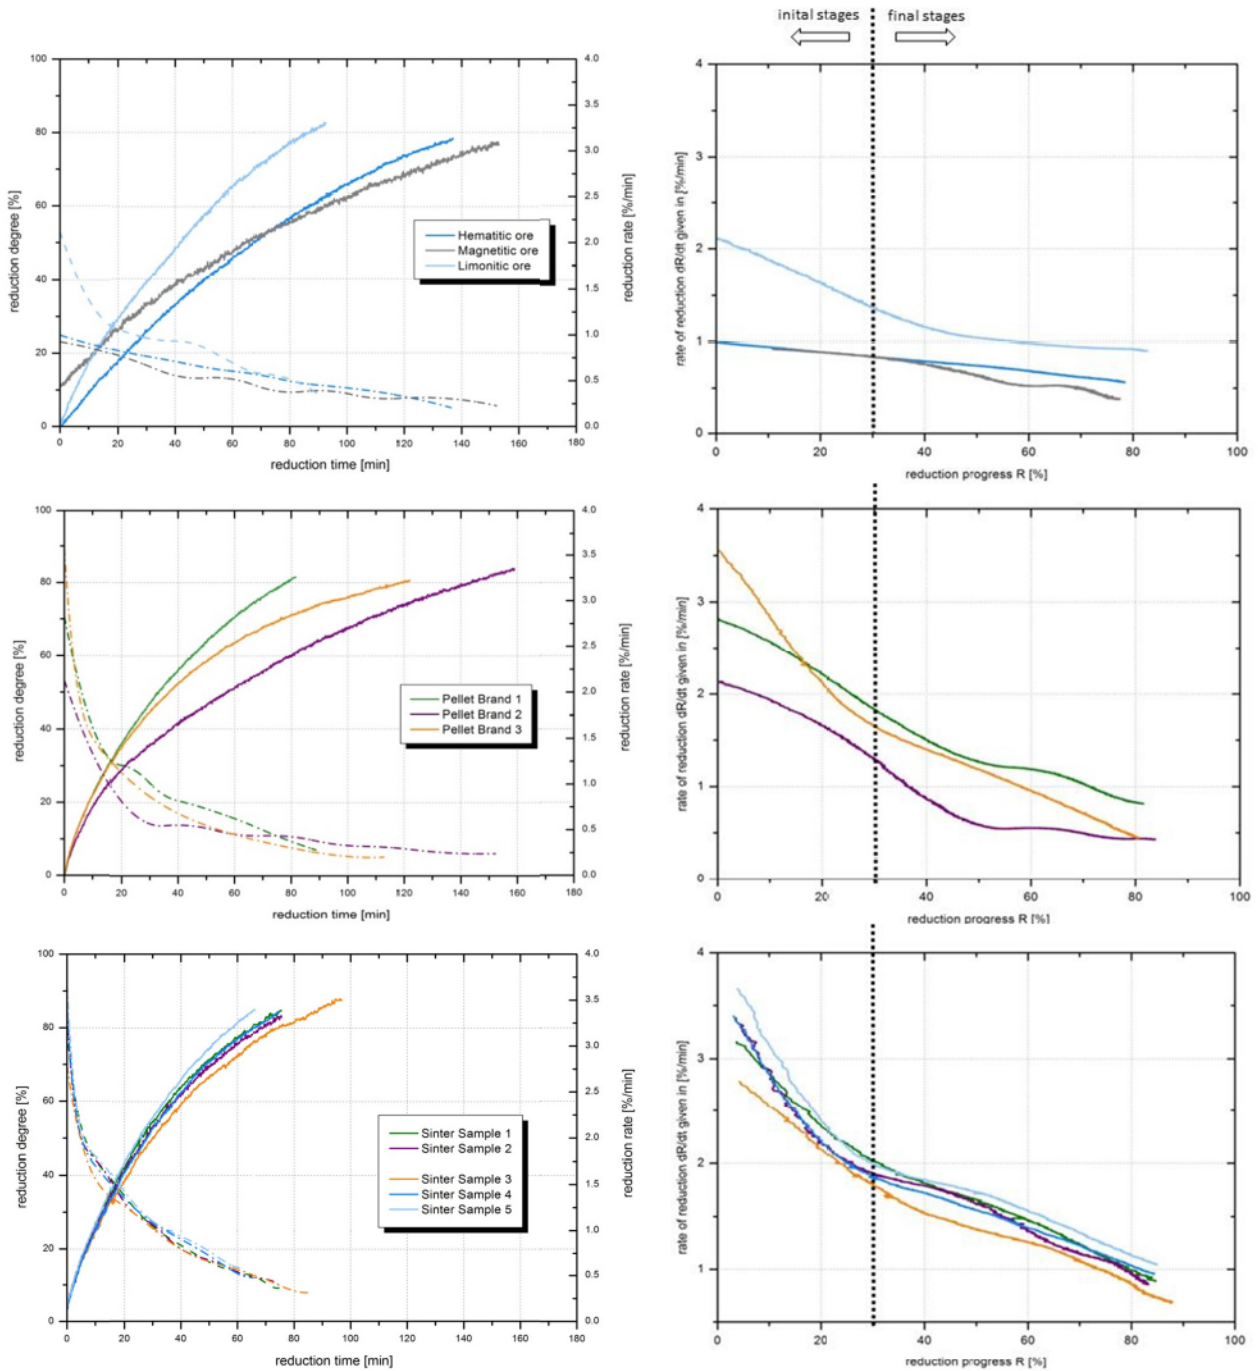 inital stages
final stages
100
80
60
40
20
0
reduction degree [%]
4.0
3.5
3.0
2.5
2.0
1.5
1.0
0.5
0.0
reduction rate [%/min]
Hematitic ore
Magnetitic ore
Limonitic ore
0 20 40 60 80 100 120 140 160 180
reduction time [min]
4
3
2
1
0
rate of reduction dR/dt given in [%/min]
0 20 40 60 80 100
reduction progress R [%]
100
80
60
40
20
0
reduction degree [%]
4.0
3.5
3.0
2.5
2.0
1.5
1.0
0.5
0.0
reduction rate [%/min]
Pellet Brand 1
Pellet Brand 2
Pellet Brand 3
0 20 40 60 80 100 120 140 160 180
reduction time [min]
4
3
2
1
0
rate of reduction dR/dt given in [%/min]
0 20 40 60 80 100
reduction progress R [%]
100
80
60
40
20
0
reduction degree [%]
4.0
3.5
3.0
2.5
2.0
1.5
1.0
0.5
0.0
reduction rate [%/min]
Sinter Sample 1
Sinter Sample 2
Sinter Sample 3
Sinter Sample 4
Sinter Sample 5
0 20 40 60 80 100 120 140 160 180
reduction time [min]
4
3
2
1
rate of reduction dR/dt given in [%/min]
0 20 40 60 80 100
reduction progress R [%]